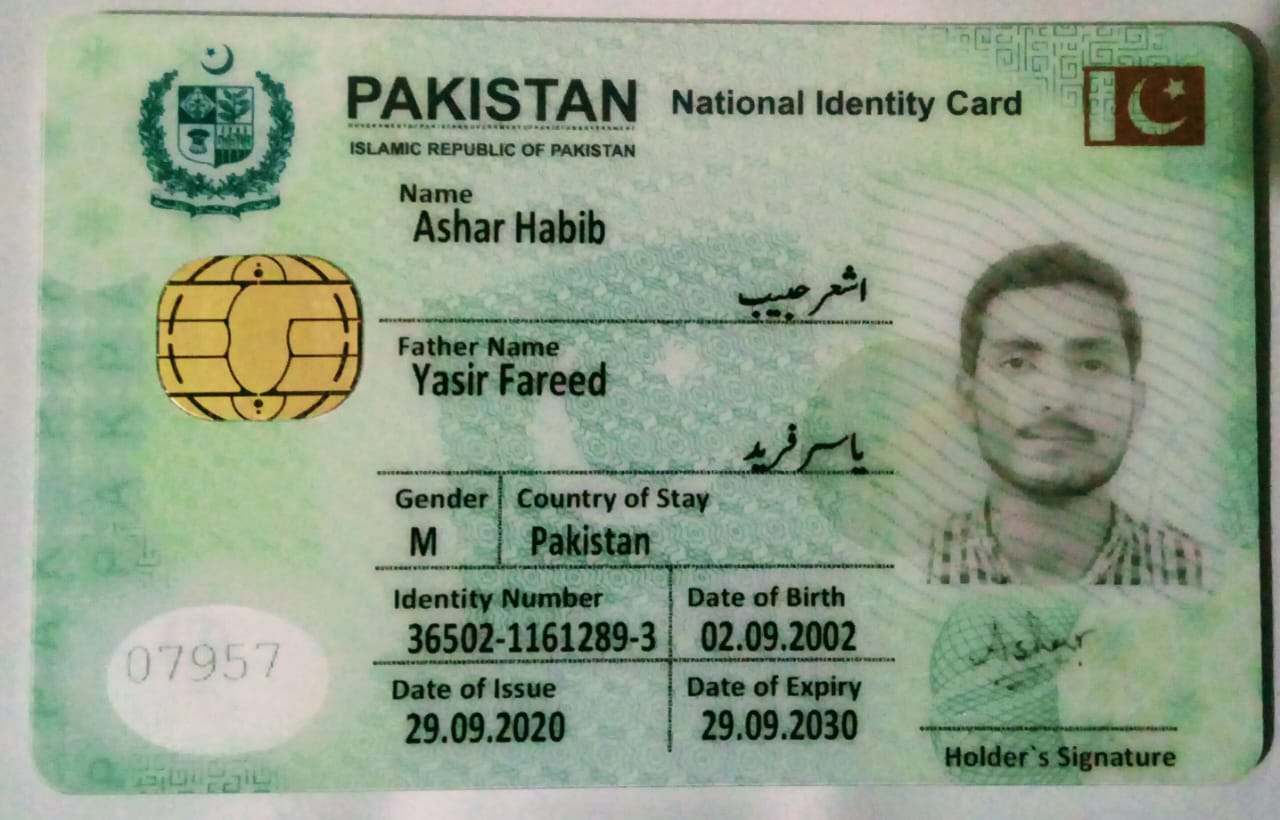 PAKISTAN National Identity Card
ISLAMIC REPUBLIC OF PAKISTAN
Name
Ashar Habib
اشعر حبیب
Father Name
Yasir Fareed
یاسر فرید
Gender Country of Stay
M Pakistan
Identity Number Date of Birth
36502-1161289-3 02.09.2002
Date of Issue Date of Expiry
29.09.2020 29.09.2030
07957
Ashar
Holder`s Signature